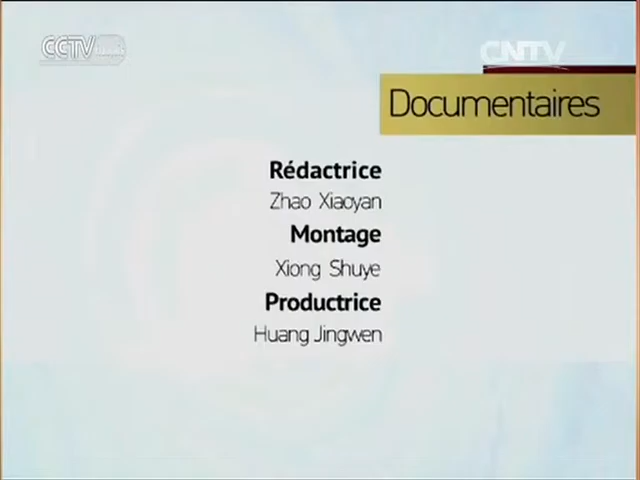 CCTV
CNTV
Documentaires
Rédactrice
Zhao Xiaoyan
Montage
Xiong Shuye
Productrice
Huang Jingwen